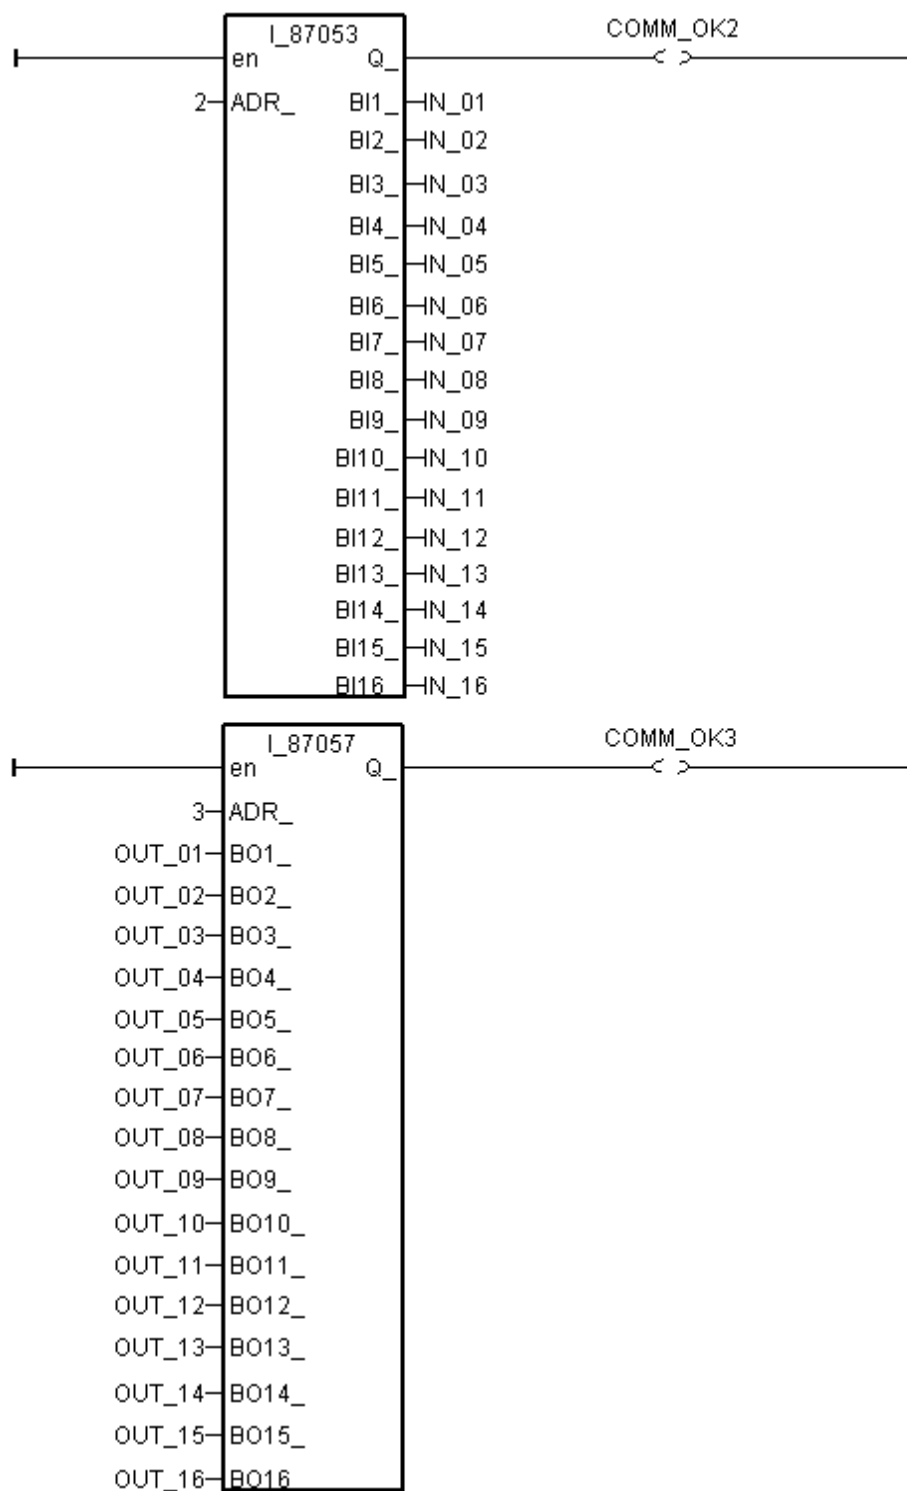 I_87053 COMM_OK2
en Q_
2 ADR_ BI1_ IN_01
BI2_ IN_02
BI3_ IN_03
BI4_ IN_04
BI5_ IN_05
BI6_ IN_06
BI7_ IN_07
BI8_ IN_08
BI9_ IN_09
BI10_ IN_10
BI11_ IN_11
BI12_ IN_12
BI13_ IN_13
BI14_ IN_14
BI15_ IN_15
BI16 IN_16
I_87057 COMM_OK3
en Q_
3 ADR_
OUT_01 BO1_
OUT_02 BO2_
OUT_03 BO3_
OUT_04 BO4_
OUT_05 BO5_
OUT_06 BO6_
OUT_07 BO7_
OUT_08 BO8_
OUT_09 BO9_
OUT_10 BO10_
OUT_11 BO11_
OUT_12 BO12_
OUT_13 BO13_
OUT_14 BO14_
OUT_15 BO15_
OUT_16 BO16